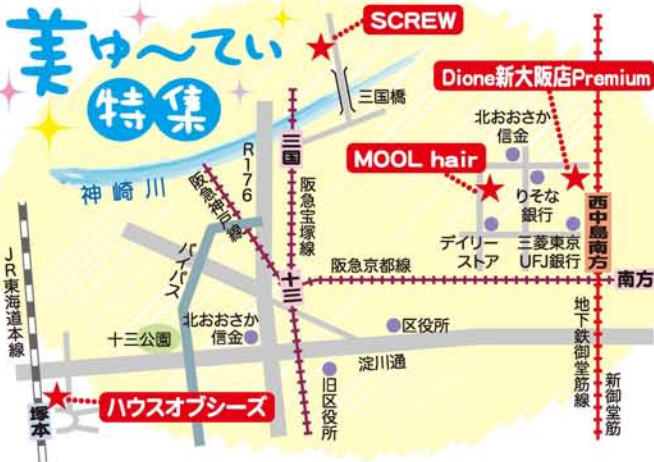 美ゅ〜てぃ
特集
SCREW
三国橋
Dione新大阪店Premium
北おおさか
信金
MOOL hair
りそな
銀行
デイリー
ストア
三菱東京
UFJ銀行
西中島南方
神崎川
R176
三国
阪急宝塚線
阪急神戸線
バイパス
十三
阪急京都線
南方
JR東海道本線
十三公園
北おおさか
信金
区役所
淀川通
旧区役所
地下鉄御堂筋線
新御堂筋
塚本
ハウスオブシーズ